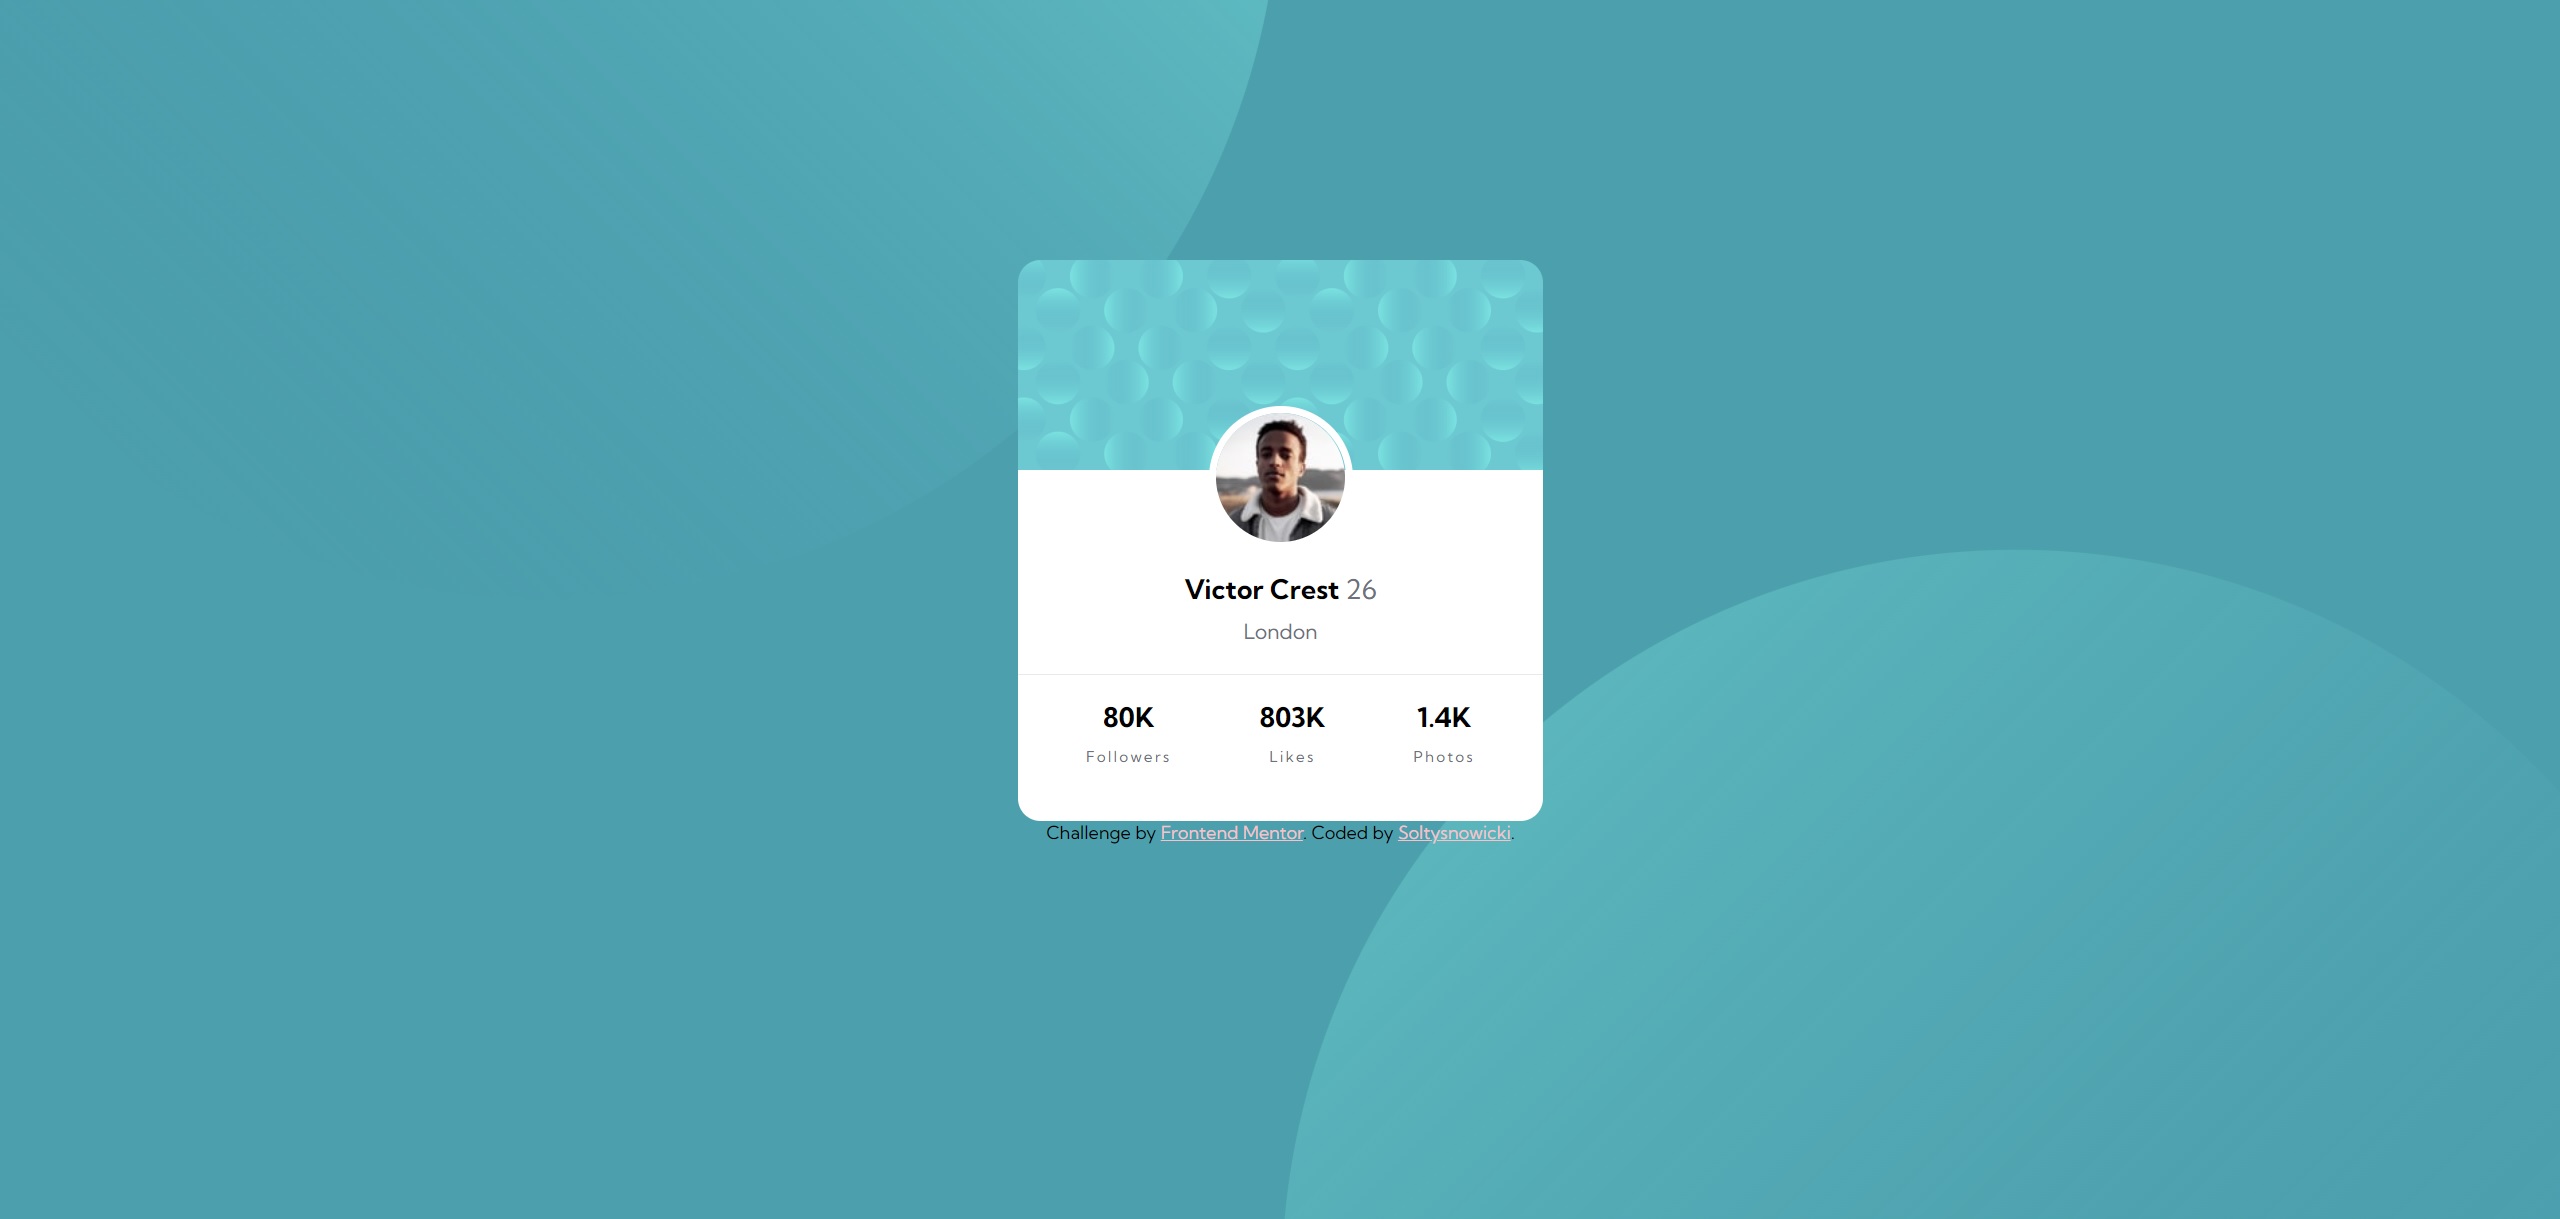 Victor Crest 26
London
80K 803K 1.4K
Followers Likes Photos
Challenge by Frontend Mentor. Coded by Soltysnowicki.